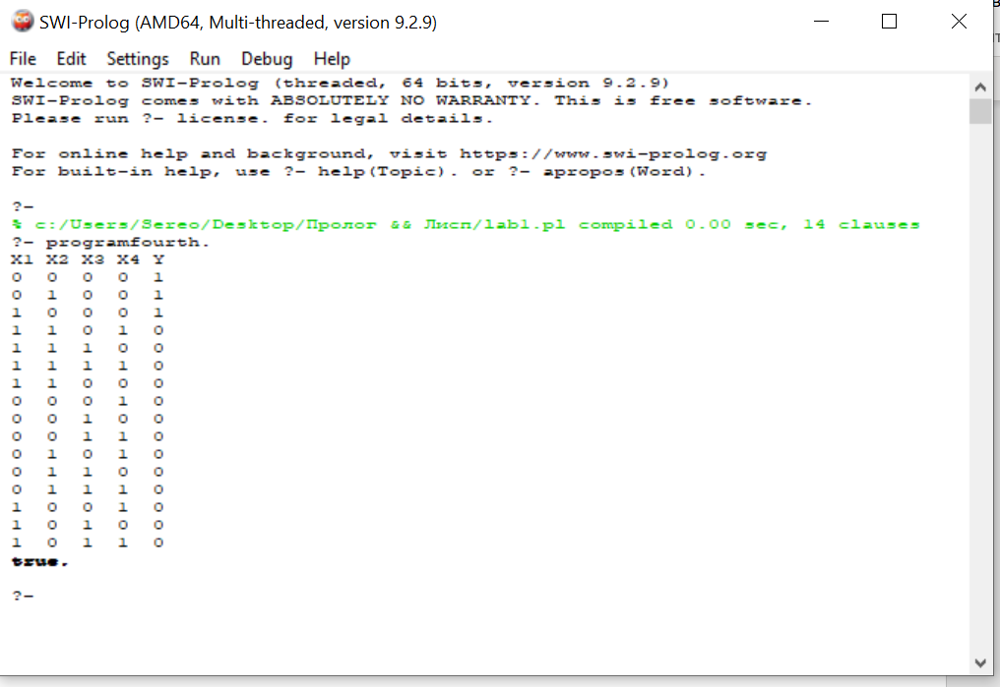 SWI-Prolog (AMD64, Multi-threaded, version 9.2.9)
File Edit Settings Run Debug Help
Welcome to SWI-Prolog (threaded, 64 bits, version 9.2.9)
SWI-Prolog comes with ABSOLUTELY NO WARRANTY. This is free software.
Please run ?- license. for legal details.
For online help and background, visit https://www.swi-prolog.org
For built-in help, use ?- help(Topic). or ?- apropos(Word).
?-
% c:/Users/Sereo/Desktop/Пролог && Лисп/lab1.pl compiled 0.00 sec, 14 clauses
?- programfourth.
X1 X2 X3 X4 Y
0 0 0 0 1
0 1 0 0 1
1 0 0 0 1
1 1 0 1 0
1 1 1 0 0
1 1 1 1 0
1 1 0 0 0
0 0 0 1 0
0 0 1 0 0
0 0 1 1 0
0 1 0 1 0
0 1 1 0 0
0 1 1 1 0
1 0 0 1 0
1 0 1 0 0
1 0 1 1 0
true.
?-